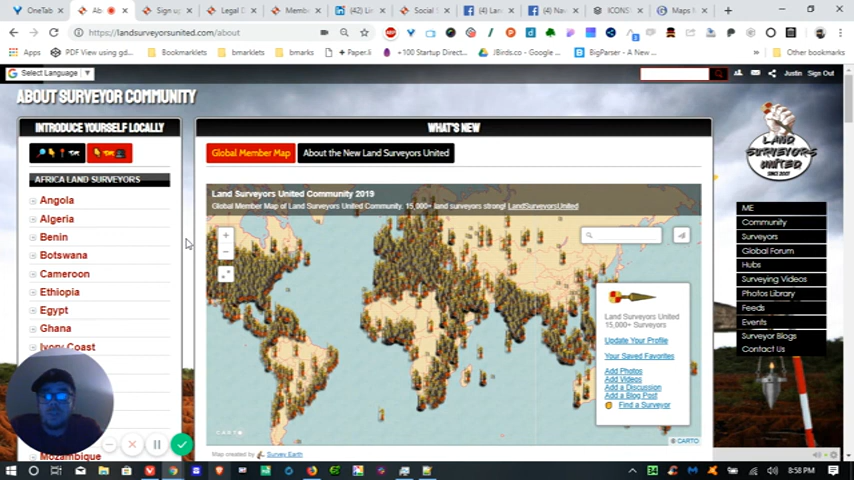 OneTab
Ab
Sign u
Legal D
Memb
(42) Lin
Social
(4) Lan
(4) Nav
ICONS
Maps M
https://landsurveyorsunited.com/about
Apps
PDF View using gd...
Bookmarklets
bmarklets
bmarks
Paper.li
+100 Startup Direct...
JBirds.co - Google ...
BigParser - A New ...
Other bookmarks
Select Language
Justin
Sign Out
ABOUT SURVEYOR COMMUNITY
INTRODUCE YOURSELF LOCALLY
WHAT'S NEW
Global Member Map
About the New Land Surveyors United
AFRICA LAND SURVEYORS
Angola
Algeria
Benin
Botswana
Cameroon
Ethiopia
Egypt
Ghana
Ivory Coast
Mozambique
Land Surveyors United Community 2019
Global Member Map of Land Surveyors United Community. 15,000+ land surveyors strong! LandSurveyorsUnited
Land Surveyors United
15,000+ Surveyors
Update Your Profile
Your Saved Favorites
Add Photos
Add Videos
Add a Discussion
Add a Blog Post
Find a Surveyor
CARTO
© CARTO
Map created by
Survey Earth
LAND
SURVEYORS
UNITED
ME
Community
Surveyors
Global Forum
Hubs
Surveying Videos
Photos Library
Feeds
Events
Surveyor Blogs
Contact Us
8:58 PM